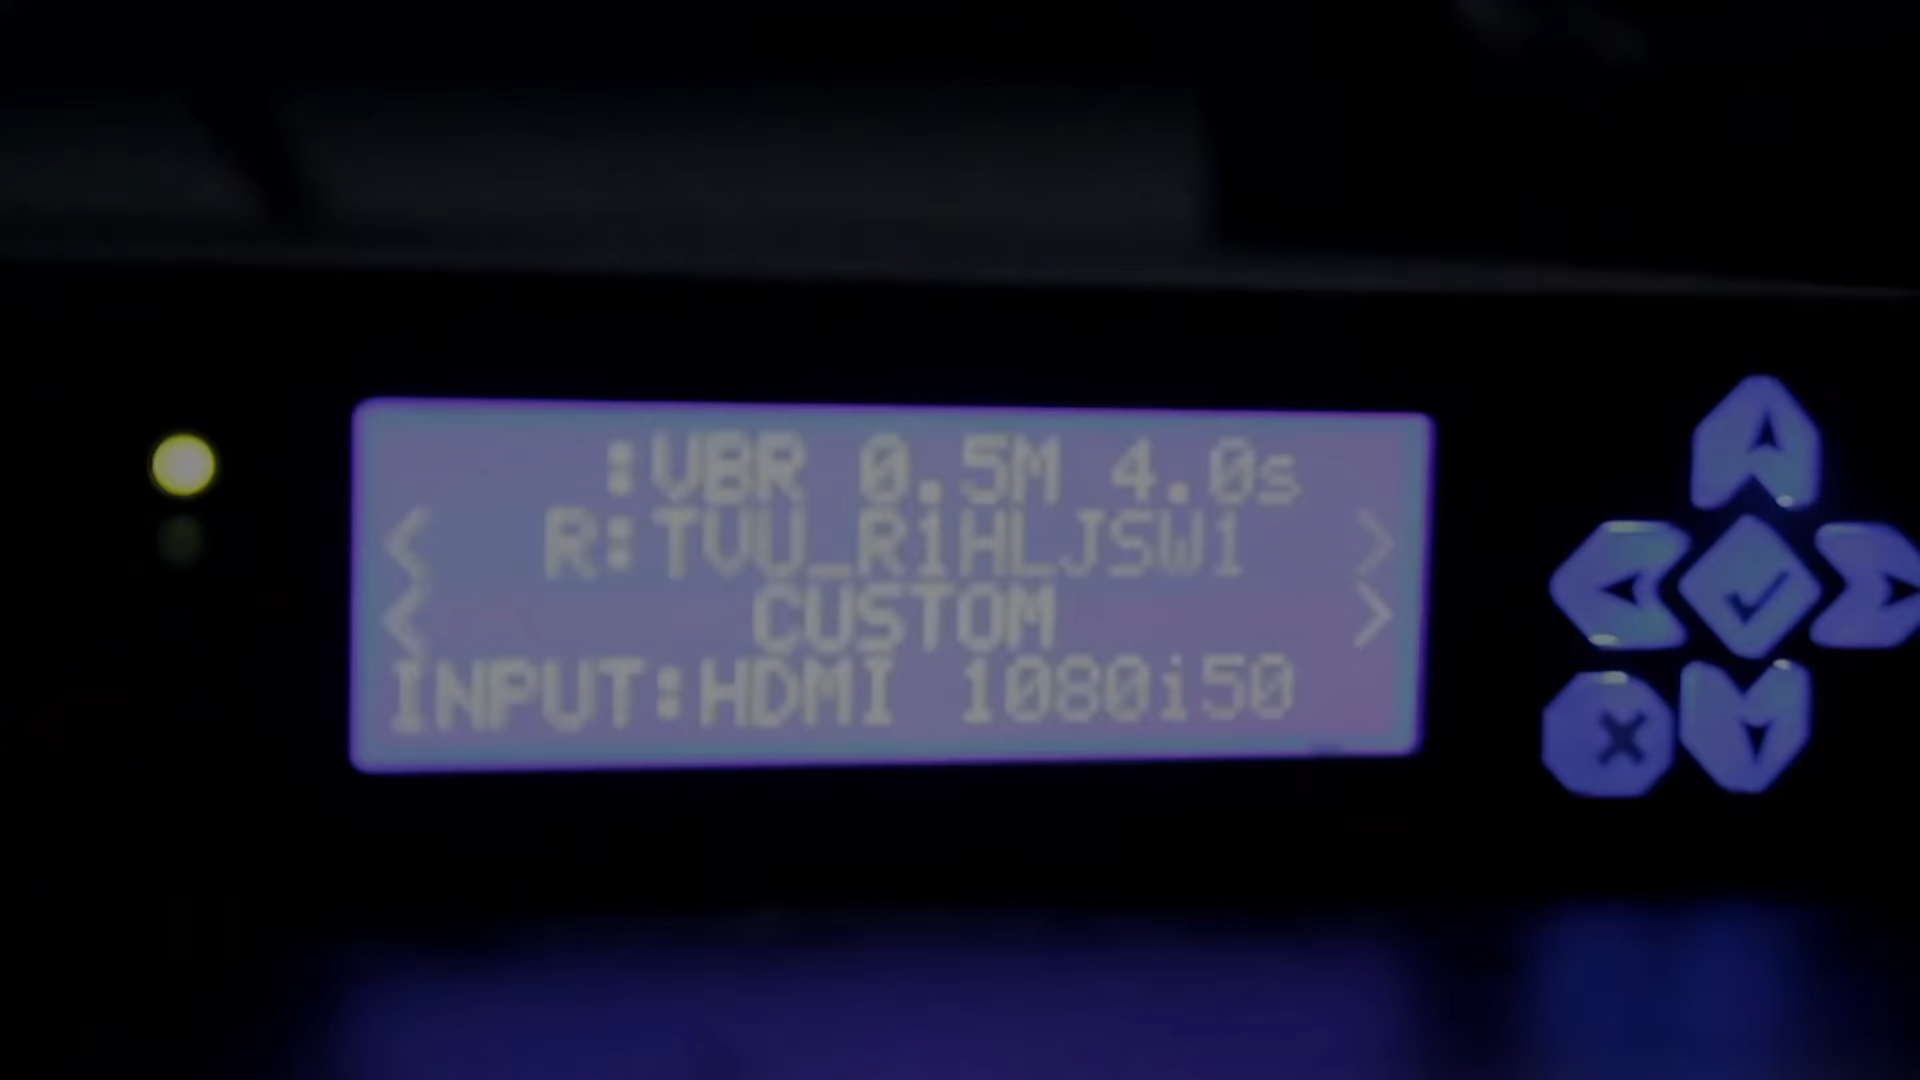 :VBR 0.5M 4.0s
< R:TVU_R1HLJSW1 >
< CUSTOM >
INPUT:HDMI 1080i50